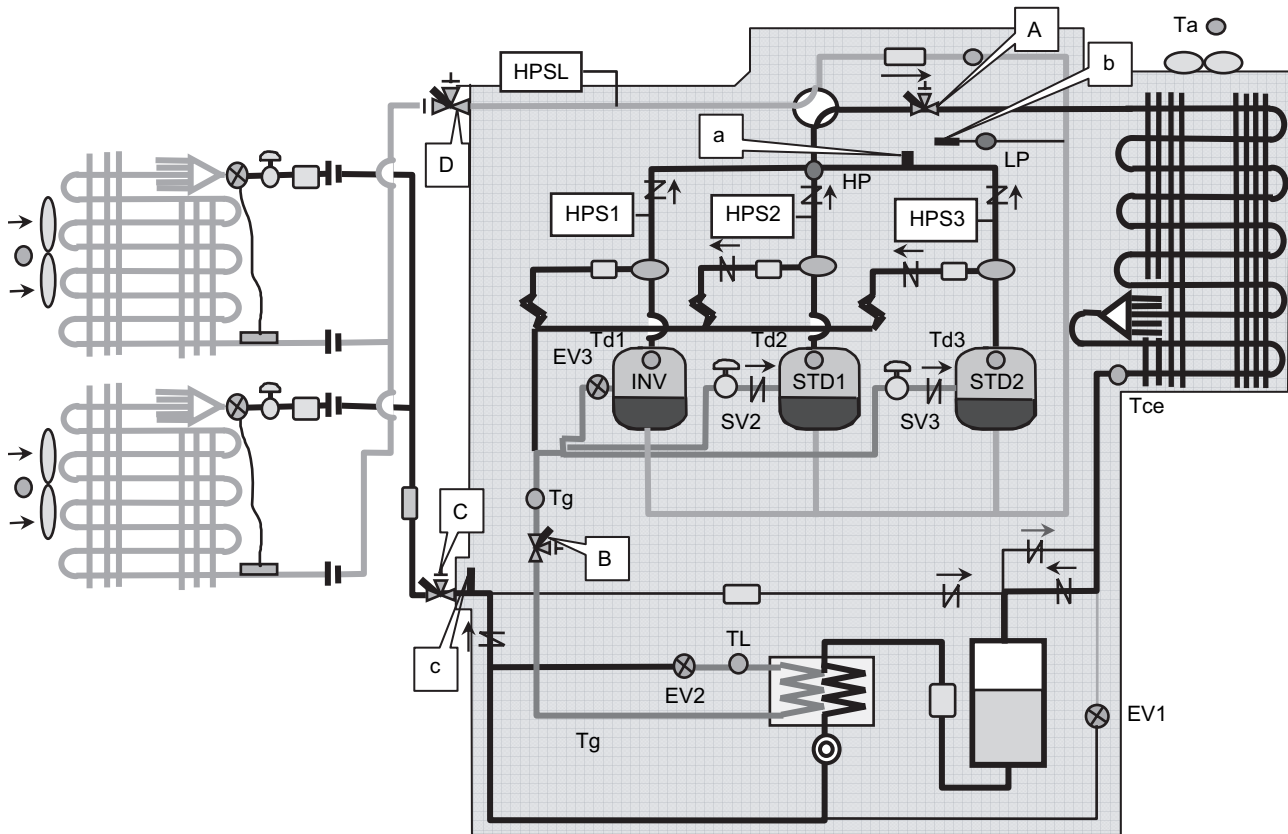 Ta
A
HPSL
b
D
a
LP
HP
HPS1
HPS2
HPS3
Td1
Td2
Td3
EV3
INV
STD1
STD2
SV2
SV3
Tce
Tg
C
B
c
TL
EV2
EV1
Tg